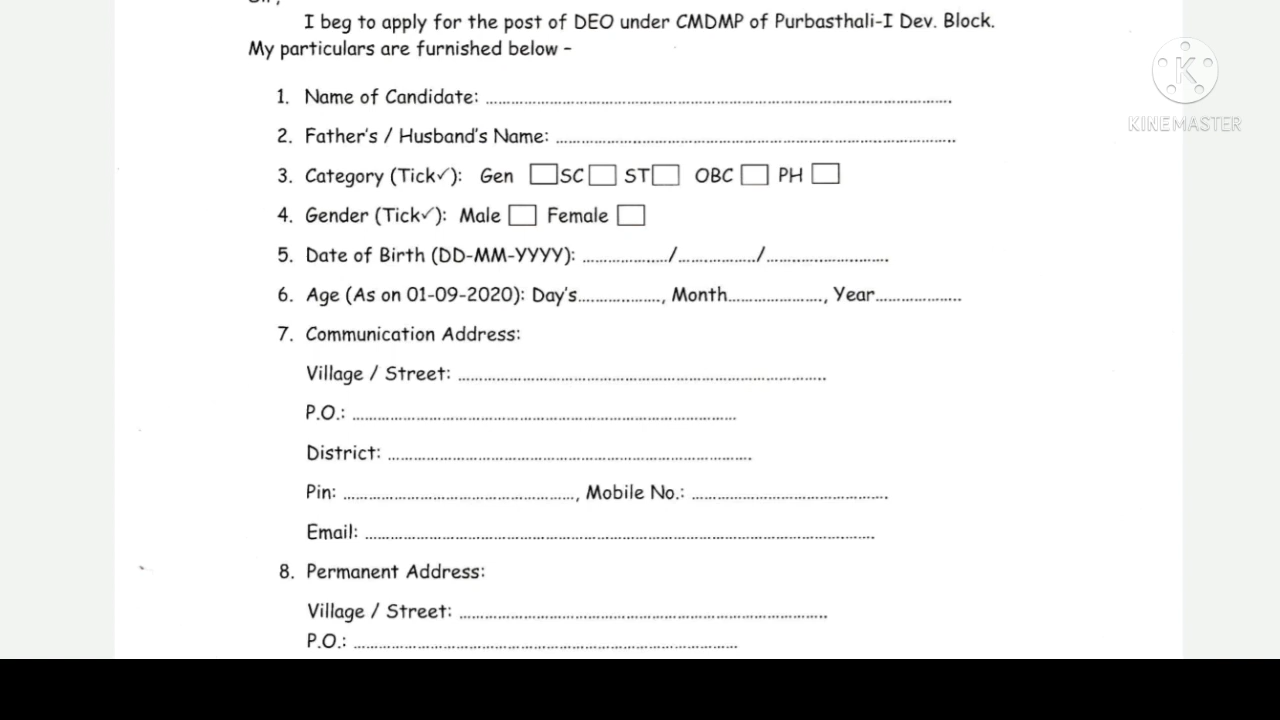 I beg to apply for the post of DEO under CMDMP of Purbasthali-I Dev. Block.
My particulars are furnished below –
1. Name of Candidate: ............................................................
2. Father's / Husband's Name: ............................................................
3. Category (Tick✓): Gen SC ST OBC PH
4. Gender (Tick✓): Male Female
5. Date of Birth (DD-MM-YYYY): ................/................/....................
6. Age (As on 01-09-2020): Day's................, Month................, Year................
7. Communication Address:
Village / Street: ............................................................
P.O.: ............................................................
District: ............................................................
Pin: ........................................, Mobile No.: ........................................
Email: ............................................................
8. Permanent Address:
Village / Street: ............................................................
P.O.: ............................................................
K
KINEMASTER